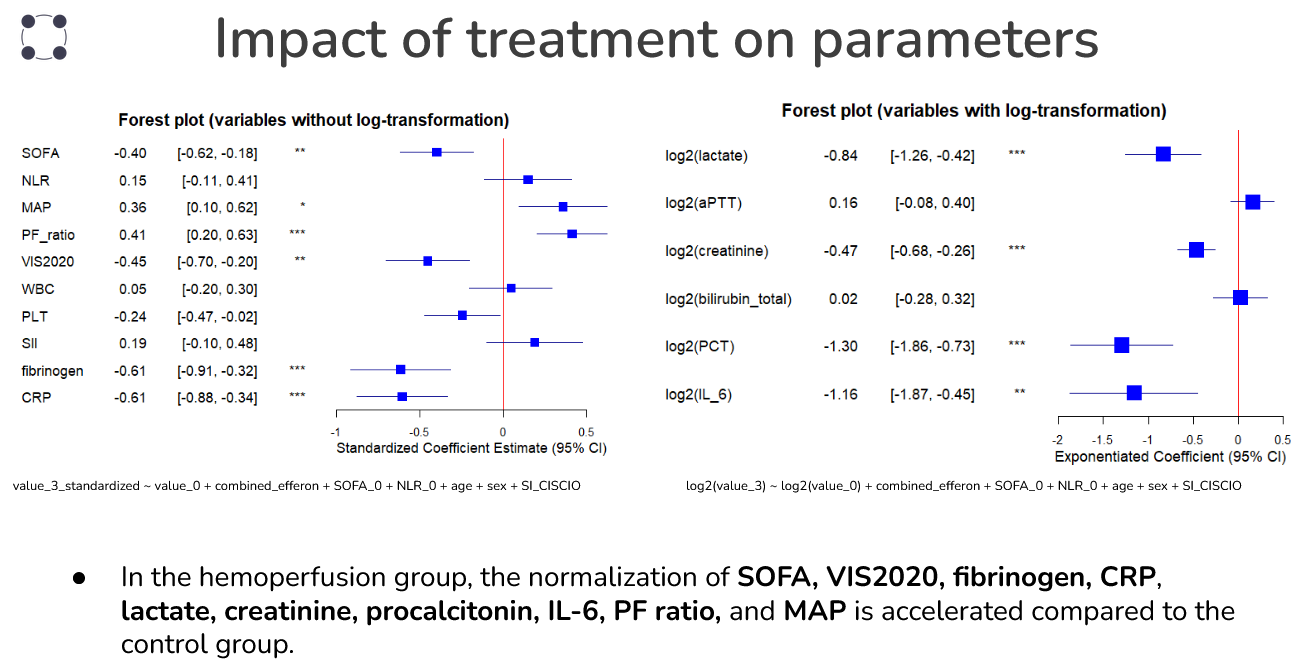 Impact of treatment on parameters
Forest plot (variables without log-transformation)
SOFA -0.40 [-0.62, -0.18] **
NLR 0.15 [-0.11, 0.41]
MAP 0.36 [0.10, 0.62] *
PF_ratio 0.41 [0.20, 0.63] ***
VIS2020 -0.45 [-0.70, -0.20] **
WBC 0.05 [-0.20, 0.30]
PLT -0.24 [-0.47, -0.02]
SII 0.19 [-0.10, 0.48]
fibrinogen -0.61 [-0.91, -0.32] ***
CRP -0.61 [-0.88, -0.34] ***
-1 -0.5 0 0.5
Standardized Coefficient Estimate (95% CI)
value_3_standardized ~ value_0 + combined_efferon + SOFA_0 + NLR_0 + age + sex + SI_CISCIO
Forest plot (variables with log-transformation)
log2(lactate) -0.84 [-1.26, -0.42] ***
log2(aPTT) 0.16 [-0.08, 0.40]
log2(creatinine) -0.47 [-0.68, -0.26] ***
log2(bilirubin_total) 0.02 [-0.28, 0.32]
log2(PCT) -1.30 [-1.86, -0.73] ***
log2(IL_6) -1.16 [-1.87, -0.45] **
-2 -1.5 -1 -0.5 0 0.5
Exponentiated Coefficient (95% CI)
log2(value_3) ~ log2(value_0) + combined_efferon + SOFA_0 + NLR_0 + age + sex + SI_CISCIO
● In the hemoperfusion group, the normalization of SOFA, VIS2020, fibrinogen, CRP,
lactate, creatinine, procalcitonin, IL-6, PF ratio, and MAP is accelerated compared to the
control group.